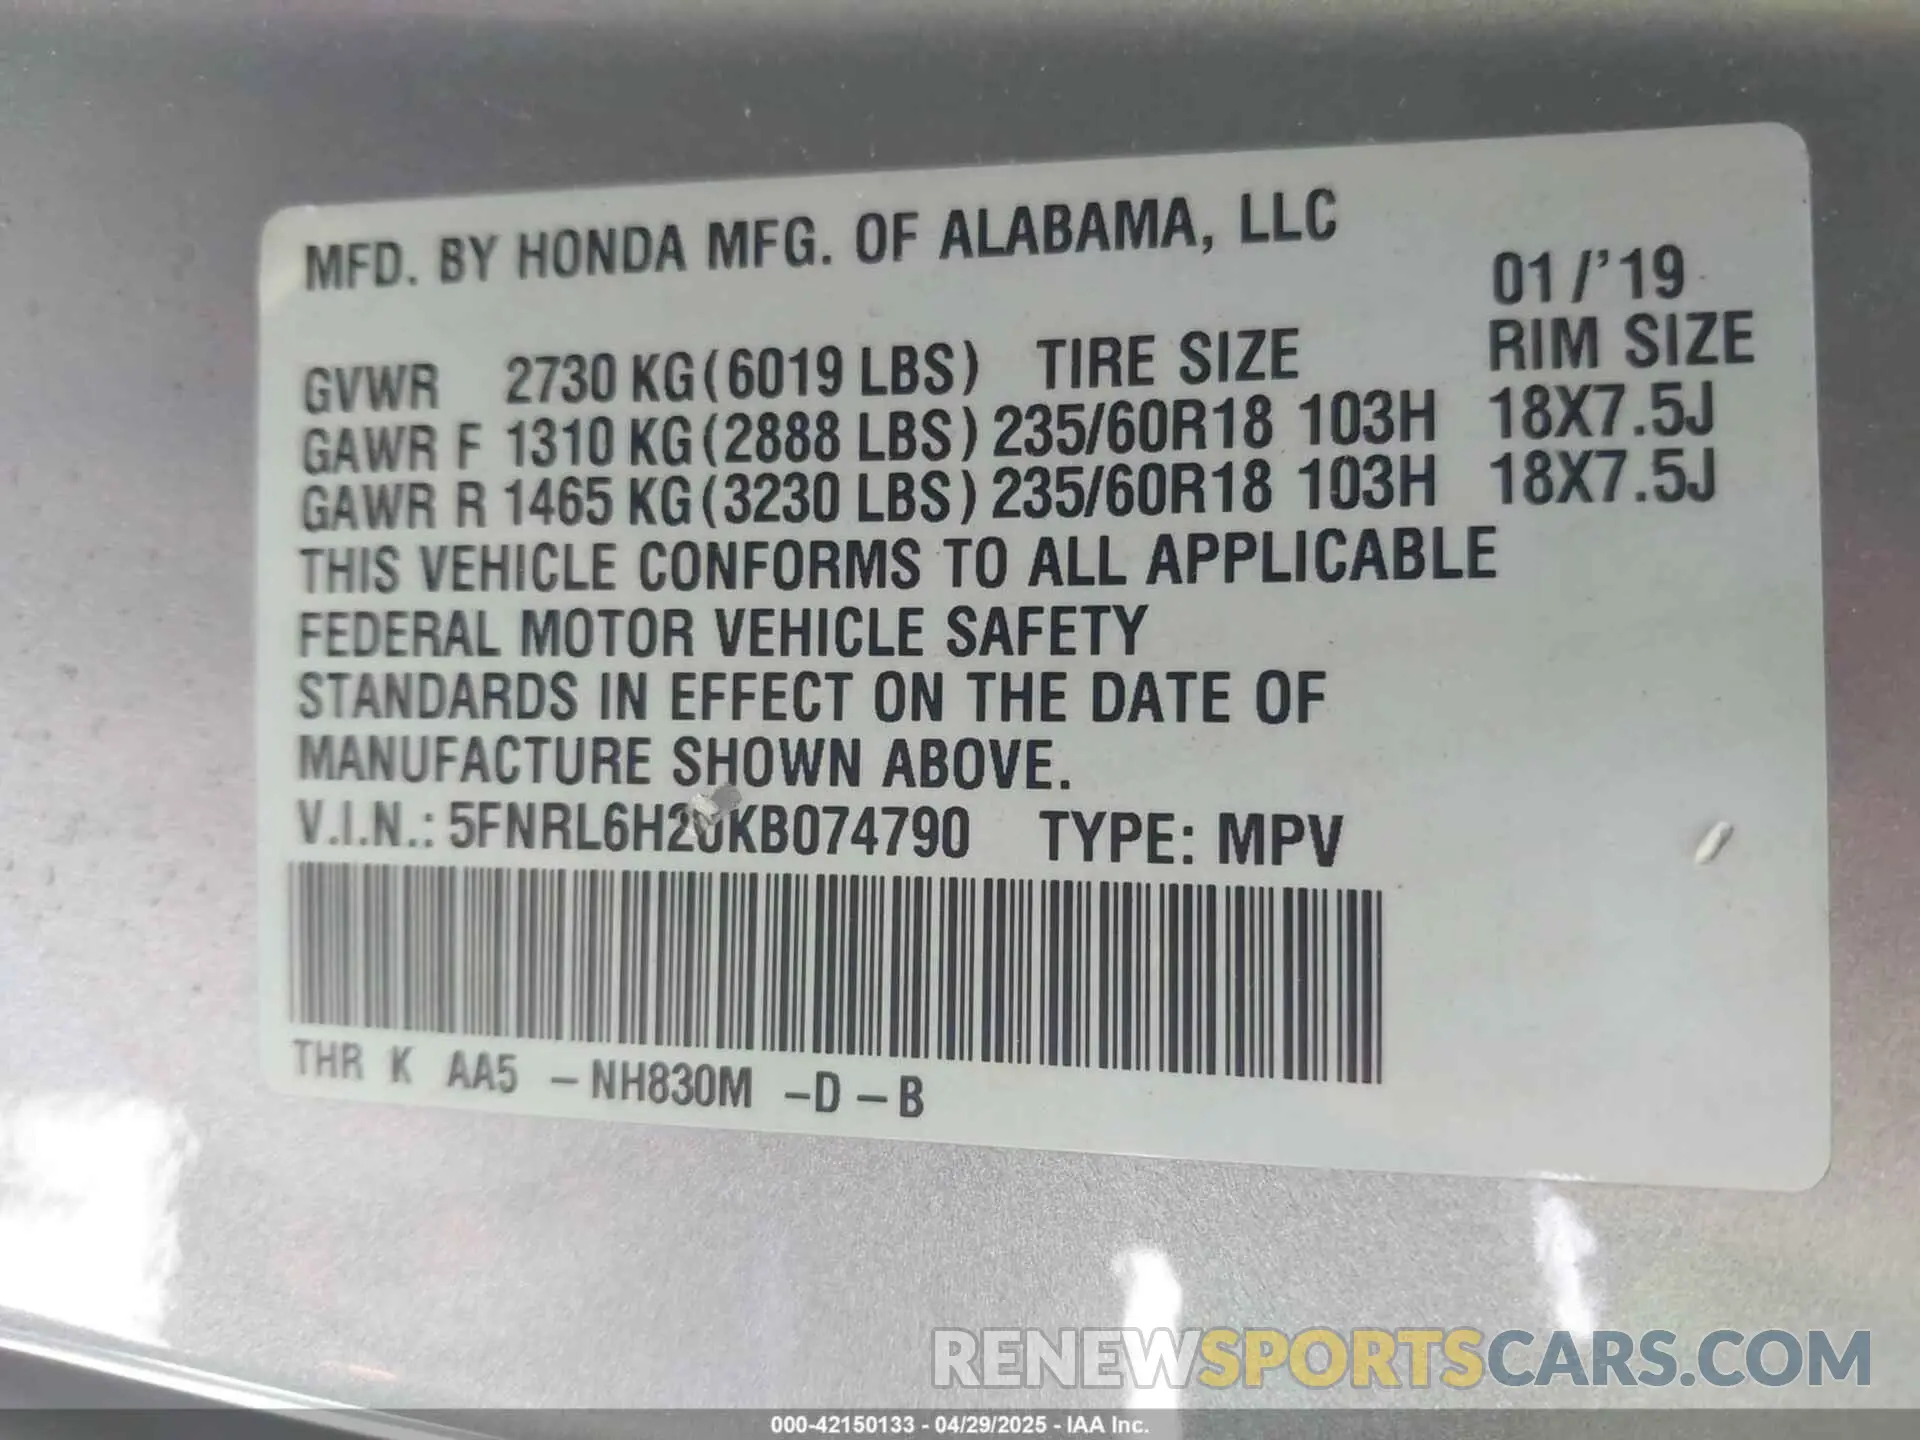 MFD. BY HONDA MFG. OF ALABAMA, LLC
01/'19
GVWR 2730 KG (6019 LBS) TIRE SIZE RIM SIZE
GAWR F 1310 KG (2888 LBS) 235/60R18 103H 18X7.5J
GAWR R 1465 KG (3230 LBS) 235/60R18 103H 18X7.5J
THIS VEHICLE CONFORMS TO ALL APPLICABLE
FEDERAL MOTOR VEHICLE SAFETY
STANDARDS IN EFFECT ON THE DATE OF
MANUFACTURE SHOWN ABOVE.
V.I.N.: 5FNRL6H20KB074790 TYPE: MPV
THR K AA5 -NH830M -D-B
RENEWSPORTSCARS.COM
000-42150133 - 04/29/2025 - IAA Inc.